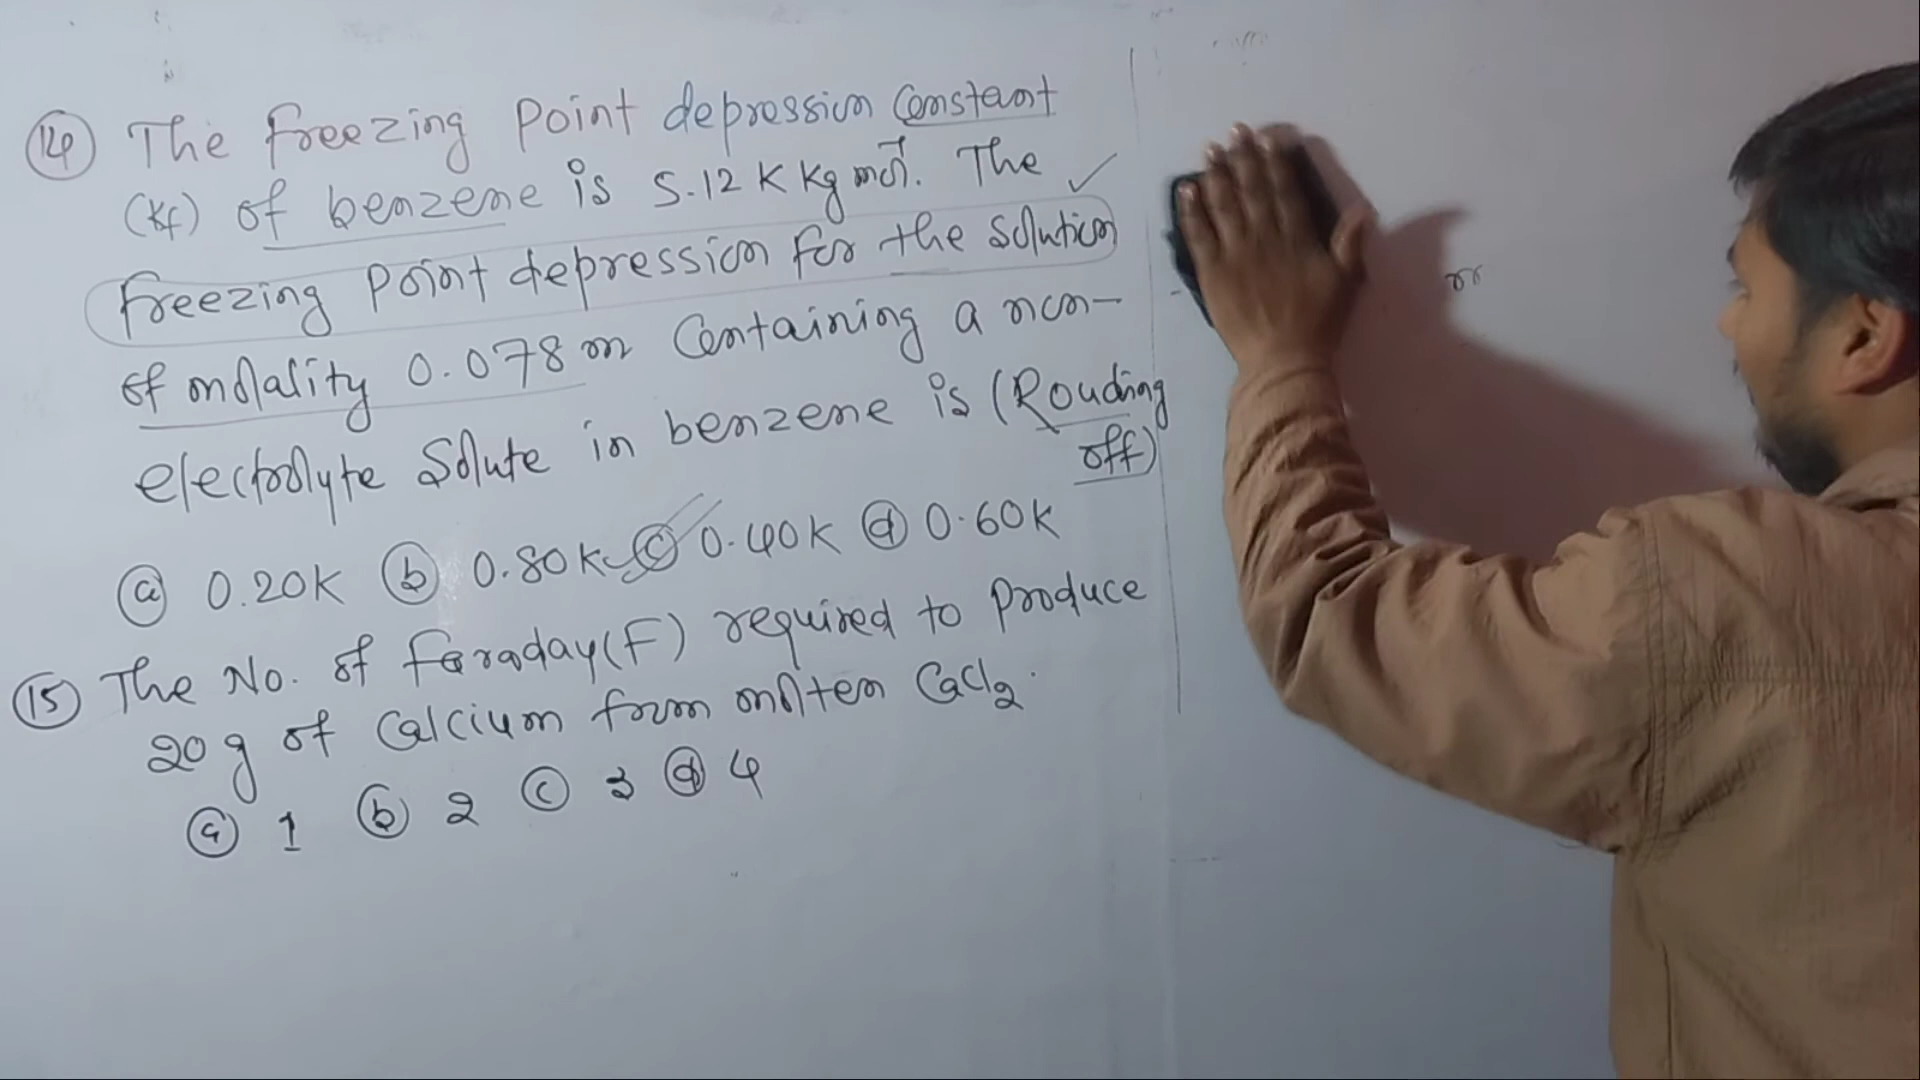 14 The freezing point depression Constant
(Kf) of benzene is 5.12 K Kg mol⁻¹. The ✓
freezing point depression for the solution
of molality 0.078 m Containing a non-
electrolyte Solute in benzene is (Rouding
off)
a 0.20K b 0.80K c 0.40K d 0.60K
15 The No. of Faraday(F) required to produce
20g of Calcium from molten CaCl₂.
a 1 b 2 c 3 d 4